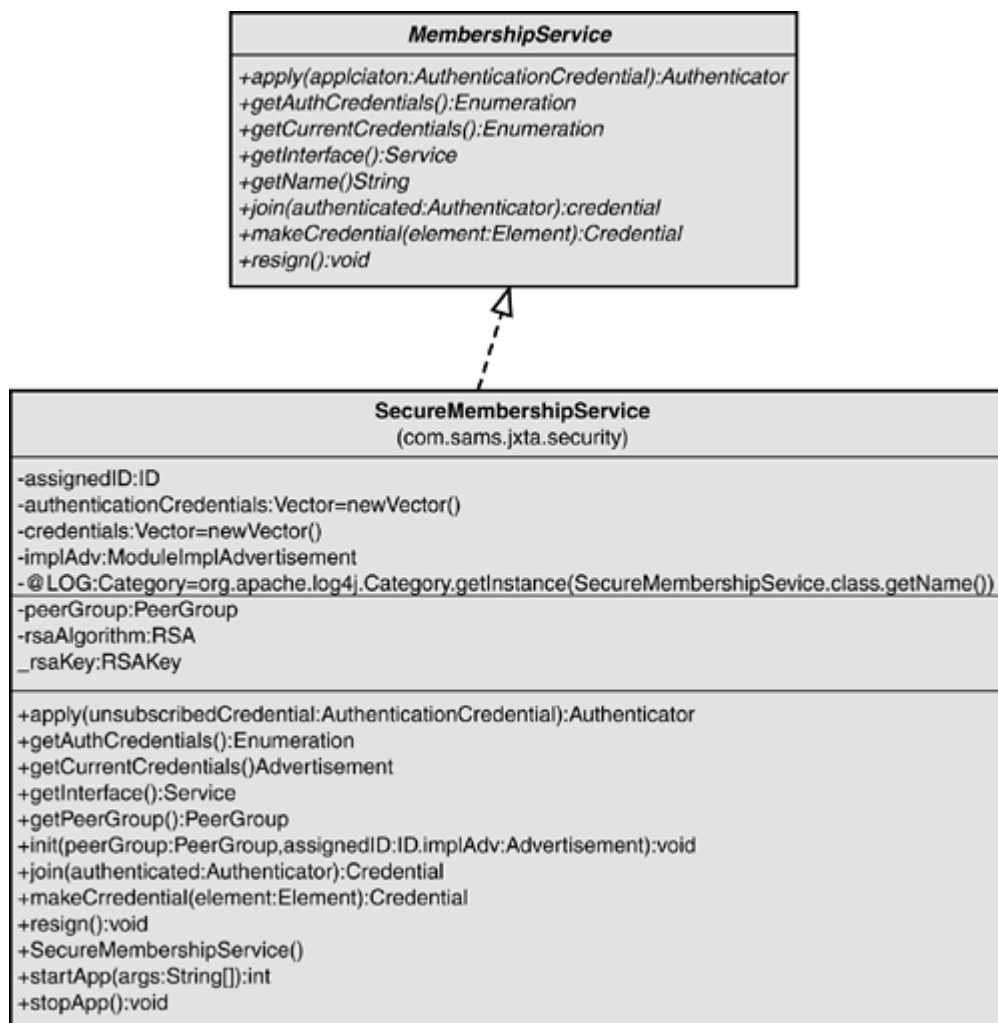 MembershipService
+apply(applciaton:AuthenticationCredential):Authenticator
+getAuthCredentials():Enumeration
+getCurrentCredentials():Enumeration
+getInterface():Service
+getName()String
+join(authenticated:Authenticator):credential
+makeCredential(element:Element):Credential
+resign():void
SecureMembershipService
(com.sams.jxta.security)
-assignedID:ID
-authenticationCredentials:Vector=newVector()
-credentials:Vector=newVector()
-implAdv:ModuleImplAdvertisement
-@LOG:Category=org.apache.log4j.Category.getInstance(SecureMembershipSevice.class.getName())
-peerGroup:PeerGroup
-rsaAlgorithm:RSA
_rsaKey:RSAKey
+apply(unsubscribedCredential:AuthenticationCredential):Authenticator
+getAuthCredentials():Enumeration
+getCurrentCredentials()Advertisement
+getInterface():Service
+getPeerGroup():PeerGroup
+init(peerGroup:PeerGroup,assignedID:ID.implAdv:Advertisement):void
+join(authenticated:Authenticator):Credential
+makeCrredential(element:Element):Credential
+resign():void
+SecureMembershipService()
+startApp(args:String[]):int
+stopApp():void